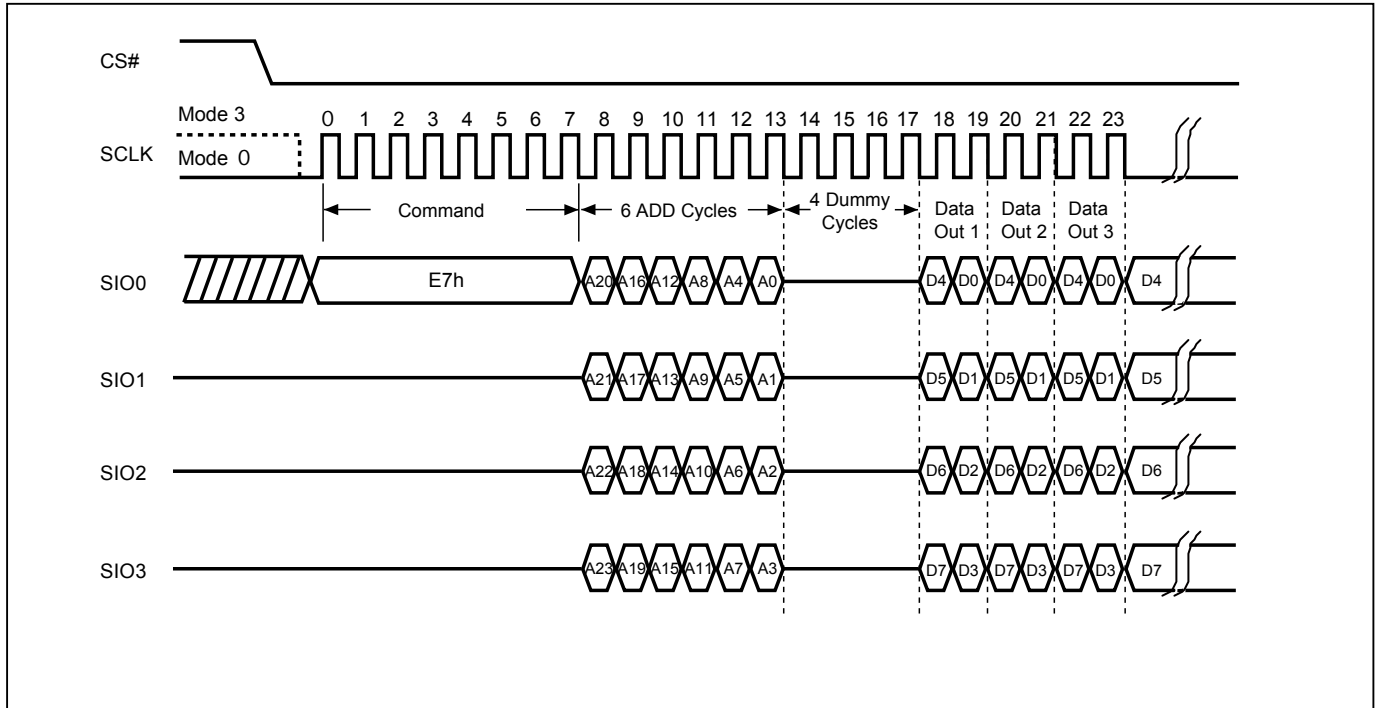 CS#
Mode 3
0 1 2 3 4 5 6 7 8 9 10 11 12 13 14 15 16 17 18 19 20 21 22 23
SCLK
Mode 0
Command
6 ADD Cycles
4 Dummy
Cycles
Data
Out 1
Data
Out 2
Data
Out 3
SIO0
E7h
A20 A16 A12 A8 A4 A0
D4 D0 D4 D0 D4 D0 D4
SIO1
A21 A17 A13 A9 A5 A1
D5 D1 D5 D1 D5 D1 D5
SIO2
A22 A18 A14 A10 A6 A2
D6 D2 D6 D2 D6 D2 D6
SIO3
A23 A19 A15 A11 A7 A3
D7 D3 D7 D3 D7 D3 D7